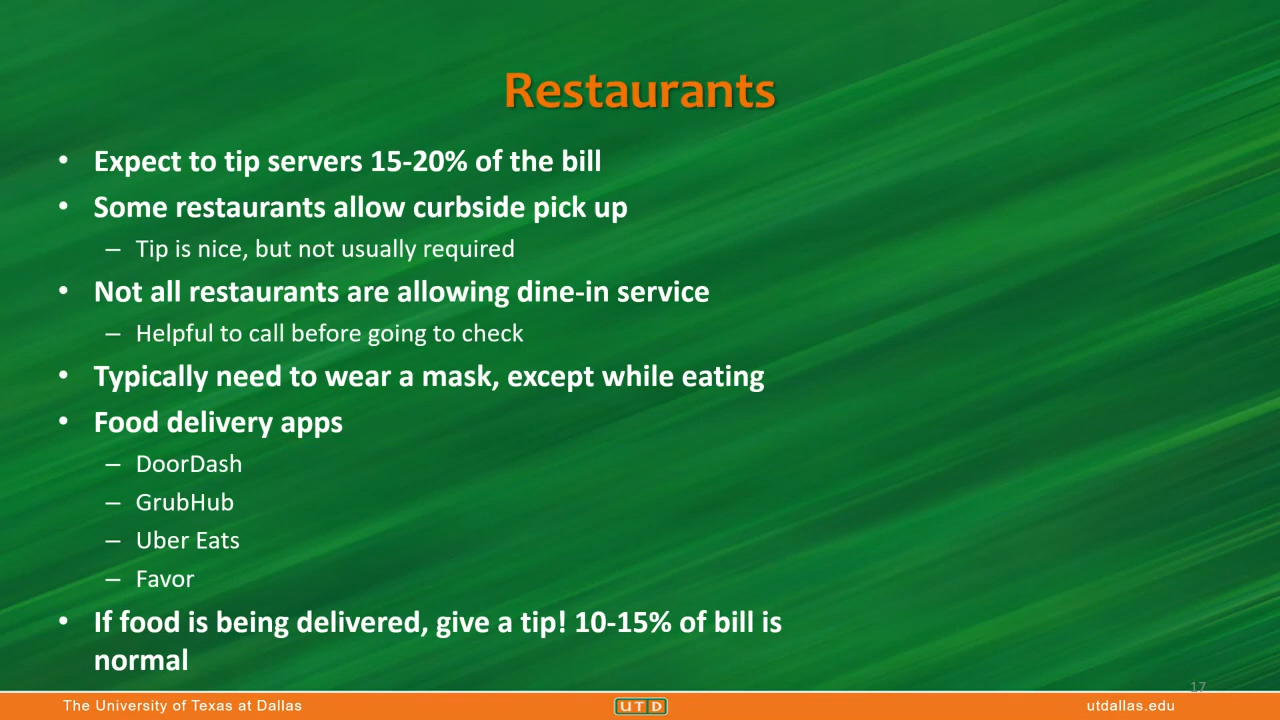 Restaurants
• Expect to tip servers 15-20% of the bill
• Some restaurants allow curbside pick up
– Tip is nice, but not usually required
• Not all restaurants are allowing dine-in service
– Helpful to call before going to check
• Typically need to wear a mask, except while eating
• Food delivery apps
– DoorDash
– GrubHub
– Uber Eats
– Favor
• If food is being delivered, give a tip! 10-15% of bill is
normal
17
The University of Texas at Dallas
UTD
utdallas.edu